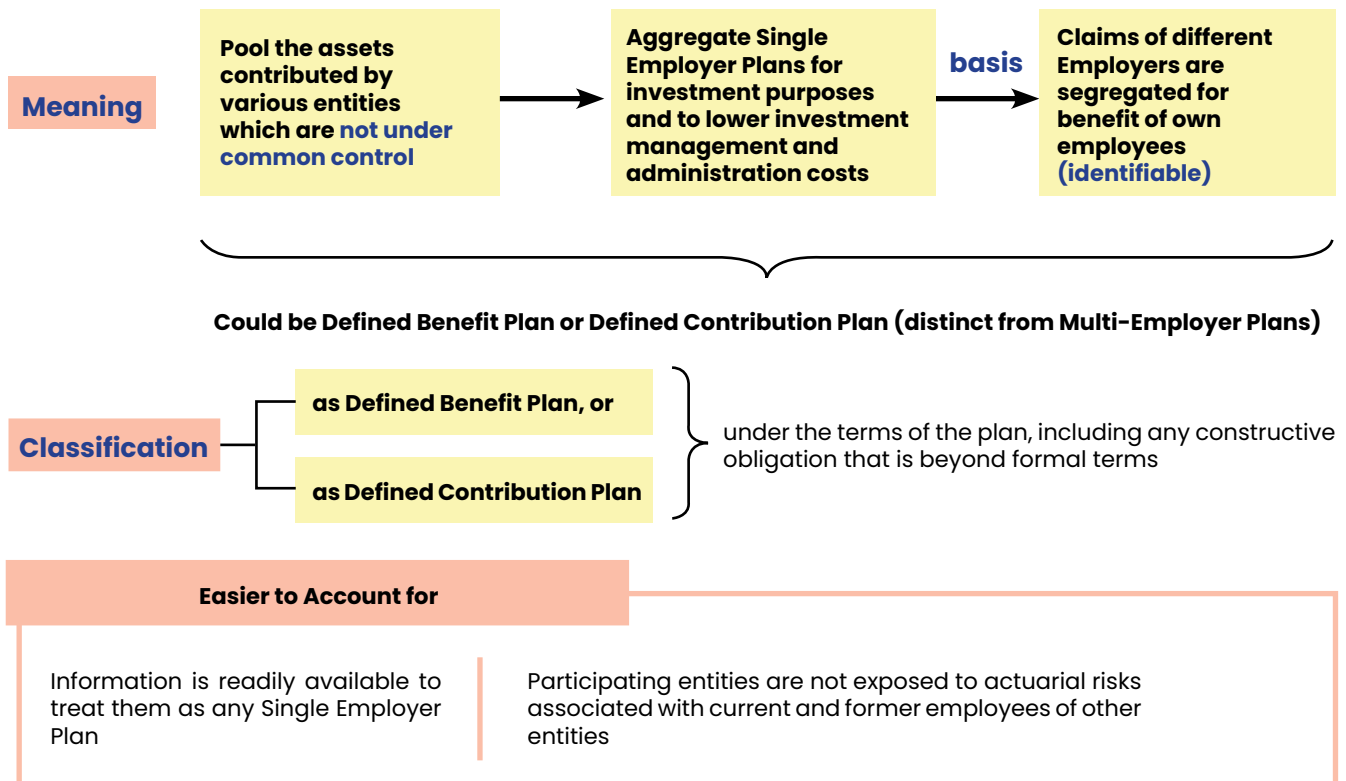 Meaning
Pool the assets
contributed by
various entities
which are not under
common control
Aggregate Single
Employer Plans for
investment purposes
and to lower investment
management and
administration costs
basis
Claims of different
Employers are
segregated for
benefit of own
employees
(identifiable)
Could be Defined Benefit Plan or Defined Contribution Plan (distinct from Multi-Employer Plans)
Classification
as Defined Benefit Plan, or
as Defined Contribution Plan
under the terms of the plan, including any constructive
obligation that is beyond formal terms
Easier to Account for
Information is readily available to
treat them as any Single Employer
Plan
Participating entities are not exposed to actuarial risks
associated with current and former employees of other
entities